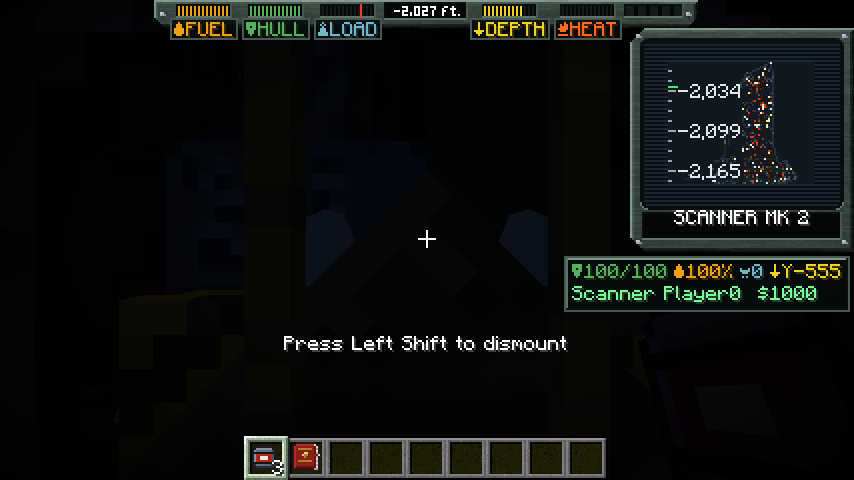 -2.027 ft.
FUEL HULL LOAD DEPTH HEAT
-2,034
-2,099
-2,165
SCANNER MK 2
100/100 100% 0 Y-555
Scanner Player0 $1000
Press Left Shift to dismount
3